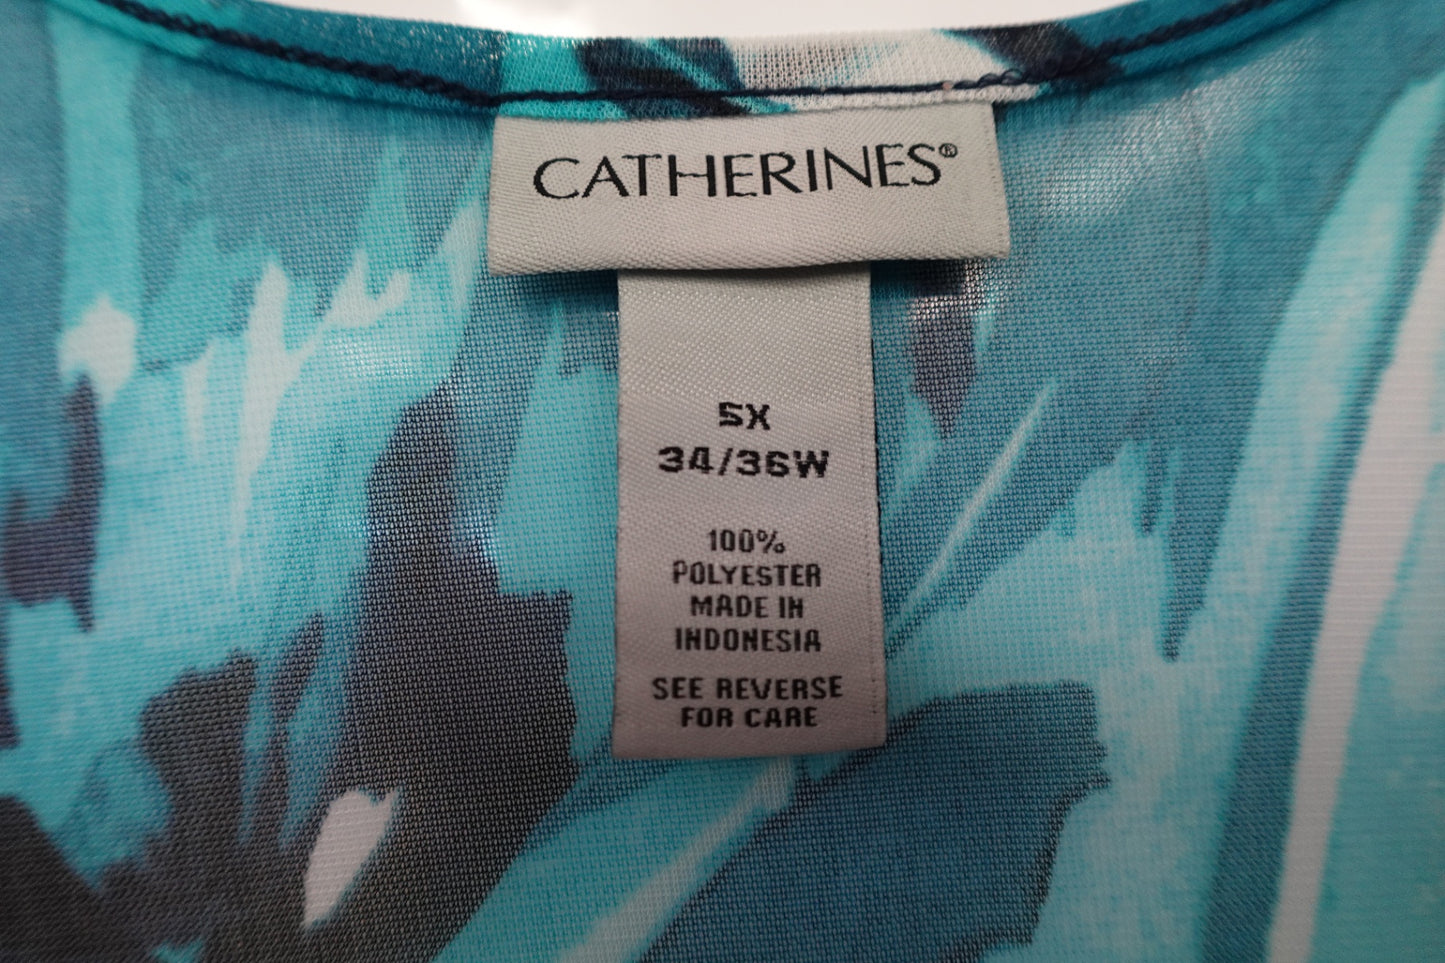 CATHERINES®
5X
34/36W
100%
POLYESTER
MADE IN
INDONESIA
SEE REVERSE
FOR CARE